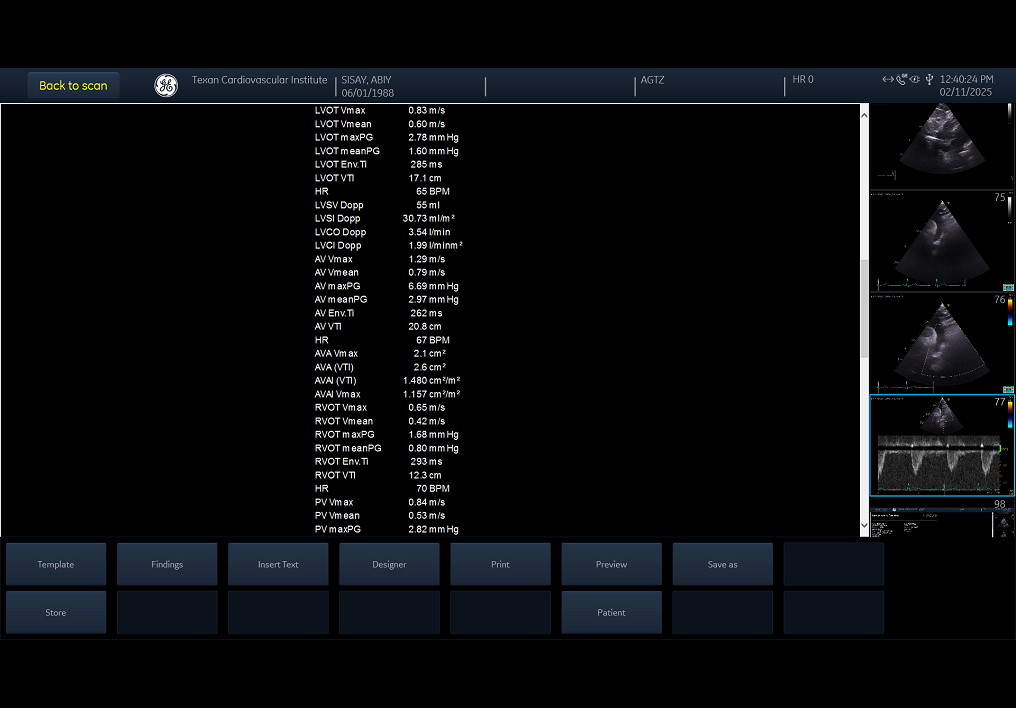 Back to scan
Texan Cardiovascular Institute
SISAY, ABIY
06/01/1988
AGTZ
HR 0
12:40:24 PM
02/11/2025
LVOT Vmax 0.83 m/s
LVOT Vmean 0.60 m/s
LVOT maxPG 2.78 mmHg
LVOT meanPG 1.60 mmHg
LVOT Env.Ti 285 ms
LVOT VTI 17.1 cm
HR 65 BPM
LVSV Dopp 55 ml
LVSI Dopp 30.73 ml/m²
LVCO Dopp 3.54 l/min
LVCI Dopp 1.99 l/minm²
AV Vmax 1.29 m/s
AV Vmean 0.79 m/s
AV maxPG 6.69 mmHg
AV meanPG 2.97 mmHg
AV Env.Ti 262 ms
AV VTI 20.8 cm
HR 67 BPM
AVA Vmax 2.1 cm²
AVA (VTI) 2.6 cm²
AVAI (VTI) 1.480 cm²/m²
AVAI Vmax 1.157 cm²/m²
RVOT Vmax 0.65 m/s
RVOT Vmean 0.42 m/s
RVOT maxPG 1.68 mmHg
RVOT meanPG 0.80 mmHg
RVOT Env.Ti 293 ms
RVOT VTI 12.3 cm
HR 70 BPM
PV Vmax 0.84 m/s
PV Vmean 0.53 m/s
PV maxPG 2.82 mmHg
75
76
77
98
Template
Findings
Insert Text
Designer
Print
Preview
Save as
Store
Patient